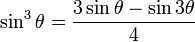 sin³ θ = (3 sin θ − sin 3θ) / 4